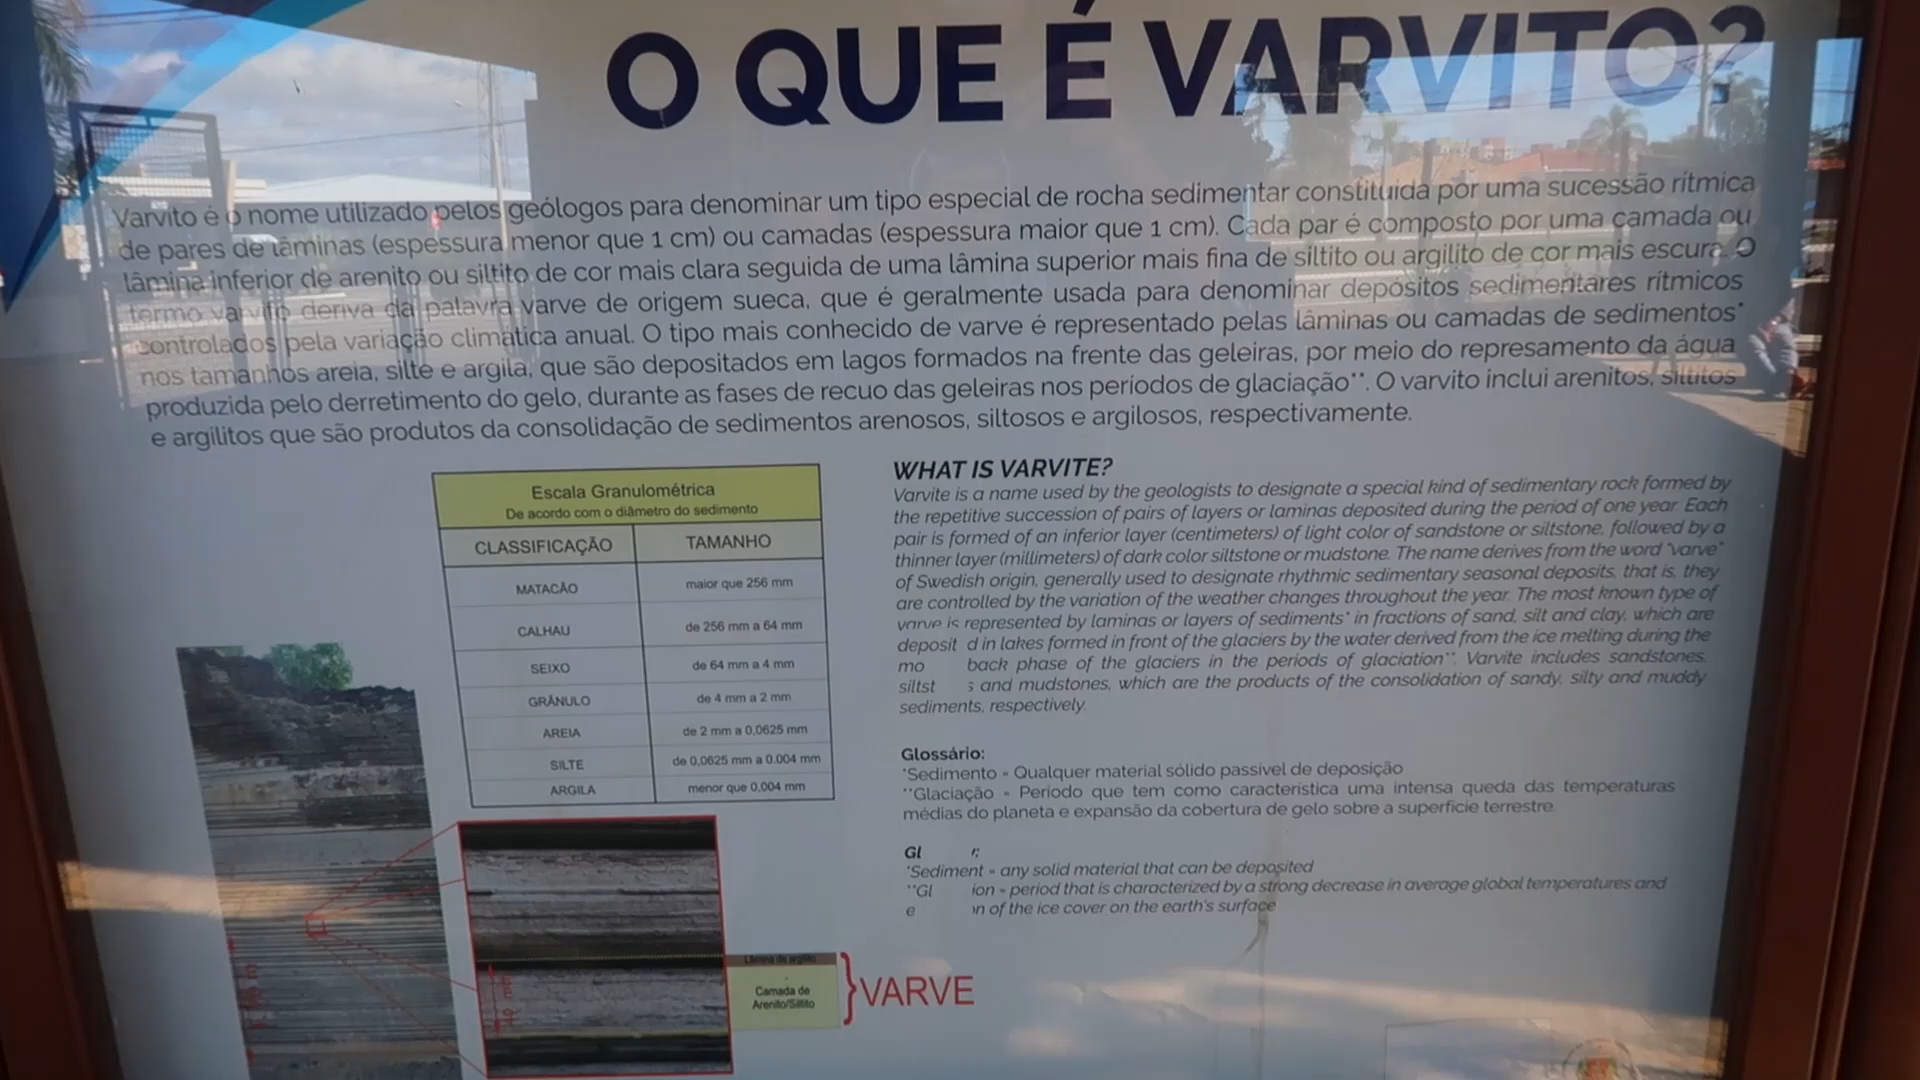 O QUE É VARVITO?
Varvito é o nome utilizado pelos geólogos para denominar um tipo especial de rocha sedimentar constituída por uma sucessão rítmica
de pares de lâminas (espessura menor que 1 cm) ou camadas (espessura maior que 1 cm). Cada par é composto por uma camada ou
lâmina inferior de arenito ou siltito de cor mais clara seguida de uma lâmina superior mais fina de siltito ou argilito de cor mais escura. O
termo varvito deriva da palavra varve de origem sueca, que é geralmente usada para denominar depósitos sedimentares rítmicos
controlados pela variação climática anual. O tipo mais conhecido de varve é representado pelas lâminas ou camadas de sedimentos*
nos tamanhos areia, silte e argila, que são depositados em lagos formados na frente das geleiras, por meio do represamento da água
produzida pelo derretimento do gelo, durante as fases de recuo das geleiras nos períodos de glaciação**. O varvito inclui arenitos, siltitos
e argilitos que são produtos da consolidação de sedimentos arenosos, siltosos e argilosos, respectivamente.
Escala Granulométrica
De acordo com o diâmetro do sedimento
CLASSIFICAÇÃO TAMANHO
MATACÃO maior que 256 mm
CALHAU de 256 mm a 64 mm
SEIXO de 64 mm a 4 mm
GRÂNULO de 4 mm a 2 mm
AREIA de 2 mm a 0,0625 mm
SILTE de 0,0625 mm a 0.004 mm
ARGILA menor que 0,004 mm
WHAT IS VARVITE?
Varvite is a name used by the geologists to designate a special kind of sedimentary rock formed by
the repetitive succession of pairs of layers or laminas deposited during the period of one year. Each
pair is formed of an inferior layer (centimeters) of light color of sandstone or siltstone, followed by a
thinner layer (millimeters) of dark color siltstone or mudstone. The name derives from the word "varve"
of Swedish origin, generally used to designate rhythmic sedimentary seasonal deposits, that is, they
are controlled by the variation of the weather changes throughout the year. The most known type of
varve is represented by laminas or layers of sediments* in fractions of sand, silt and clay, which are
deposit d in lakes formed in front of the glaciers by the water derived from the ice melting during the
mo back phase of the glaciers in the periods of glaciation**. Varvite includes sandstones,
siltst s and mudstones, which are the products of the consolidation of sandy, silty and muddy
sediments, respectively.
Glossário:
*Sedimento = Qualquer material sólido passível de deposição
**Glaciação = Período que tem como característica uma intensa queda das temperaturas
médias do planeta e expansão da cobertura de gelo sobre a superfície terrestre.
Gl r:
*Sediment = any solid material that can be deposited
**Gl ion = period that is characterized by a strong decrease in average global temperatures and
e n of the ice cover on the earth's surface
Lâmina de argilito
Camada de
Arenito/Siltito
VARVE